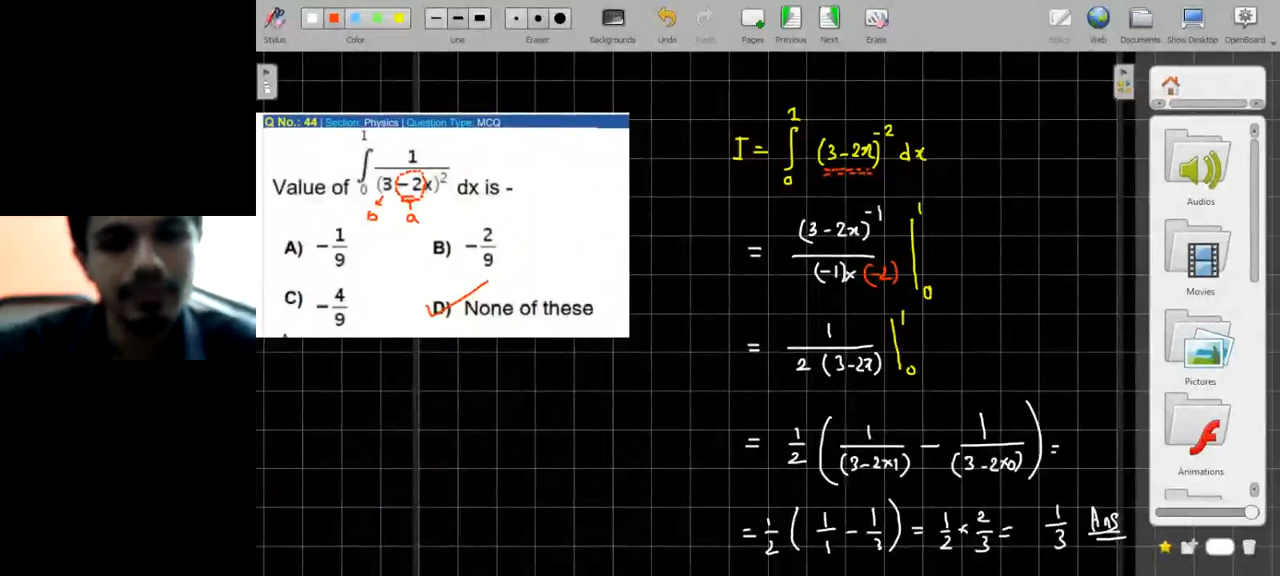 Stylus Color Line Eraser Backgrounds Undo Redo Pages Previous Next Erase Web Documents Show Desktop OpenBoard
Q No.: 44 | Section: Physics | Question Type: MCQ
Value of ∫₀¹ 1/(3 −2x)² dx is -
b a
A) −1/9 B) −2/9
C) −4/9 D) None of these
I = ∫₀¹ (3−2x)⁻² dx
= (3−2x)⁻¹ / (−1)×(−2) |₀¹
= 1 / 2(3−2x) |₀¹
= 1/2 ( 1/(3−2×1) − 1/(3−2×0) ) =
= 1/2 ( 1/1 − 1/3 ) = 1/2 × 2/3 = 1/3 Ans
Audios
Movies
Pictures
Animations